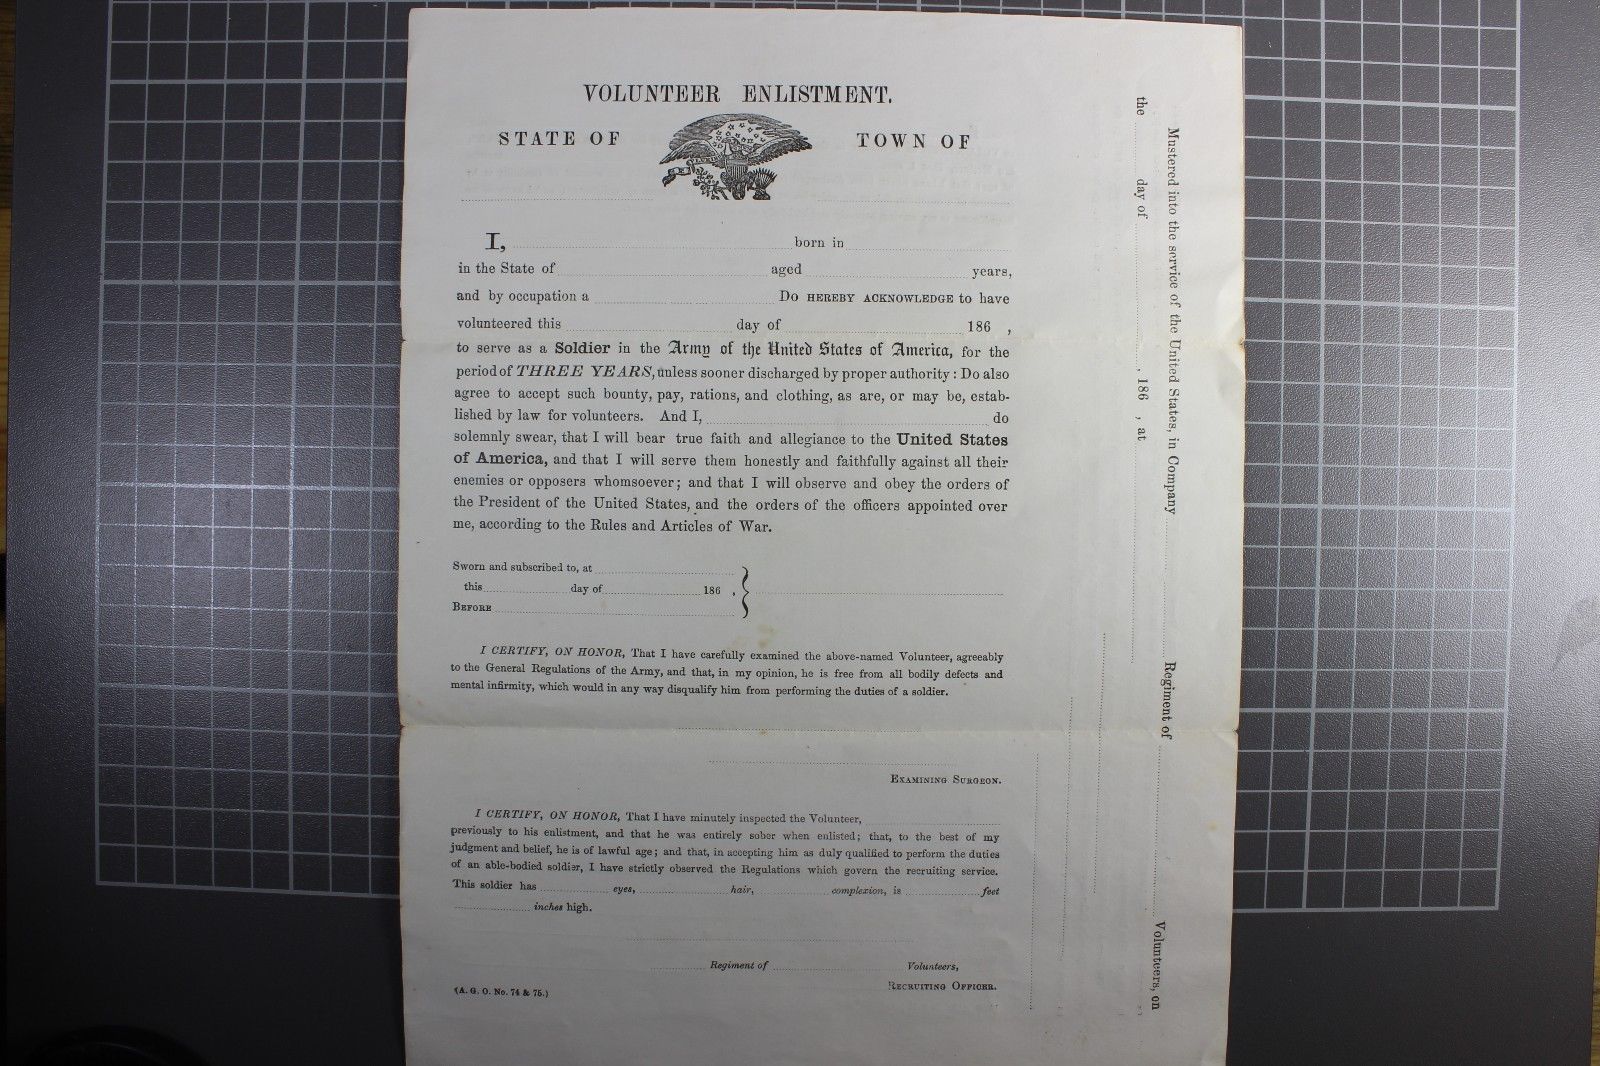 VOLUNTEER ENLISTMENT.
STATE OF TOWN OF
I, born in
in the State of aged years,
and by occupation a Do HEREBY ACKNOWLEDGE to have
volunteered this day of 186 ,
to serve as a Soldier in the Army of the United States of America, for the
period of THREE YEARS, unless sooner discharged by proper authority: Do also
agree to accept such bounty, pay, rations, and clothing, as are, or may be, estab-
lished by law for volunteers. And I, do
solemnly swear, that I will bear true faith and allegiance to the United States
of America, and that I will serve them honestly and faithfully against all their
enemies or opposers whomsoever; and that I will observe and obey the orders of
the President of the United States, and the orders of the officers appointed over
me, according to the Rules and Articles of War.
Sworn and subscribed to, at
this day of 186 ,
BEFORE
I CERTIFY, ON HONOR, That I have carefully examined the above-named Volunteer, agreeably
to the General Regulations of the Army, and that, in my opinion, he is free from all bodily defects and
mental infirmity, which would in any way disqualify him from performing the duties of a soldier.
EXAMINING SURGEON.
I CERTIFY, ON HONOR, That I have minutely inspected the Volunteer,
previously to his enlistment, and that he was entirely sober when enlisted; that, to the best of my
judgment and belief, he is of lawful age; and that, in accepting him as duly qualified to perform the duties
of an able-bodied soldier, I have strictly observed the Regulations which govern the recruiting service.
This soldier has eyes, hair, complexion, is feet
inches high.
Regiment of Volunteers,
RECRUITING OFFICER.
(A. G. O. No. 74 & 75.)
Mustered into the service of the United States, in Company Regiment of Volunteers, on
the day of , 186 , at